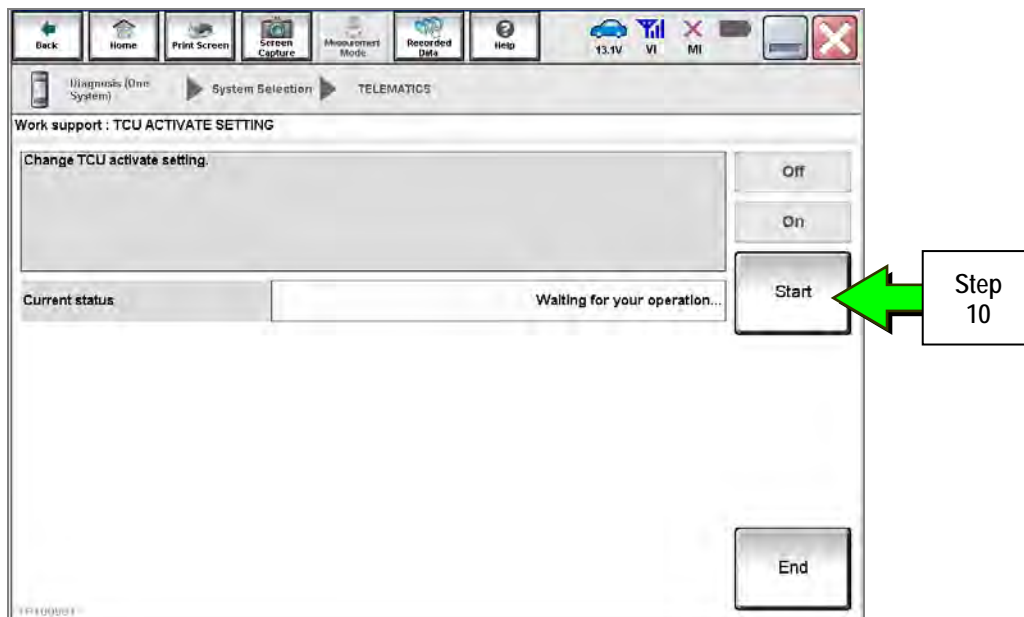 Back
Home
Print Screen
Screen
Capture
Measurement
Mode
Recorded
Data
Help
13.1V
VI
MI
Diagnosis (One
System)
System Selection
TELEMATICS
Work support : TCU ACTIVATE SETTING
Change TCU activate setting.
Off
On
Start
Current status
Waiting for your operation...
Step
10
End